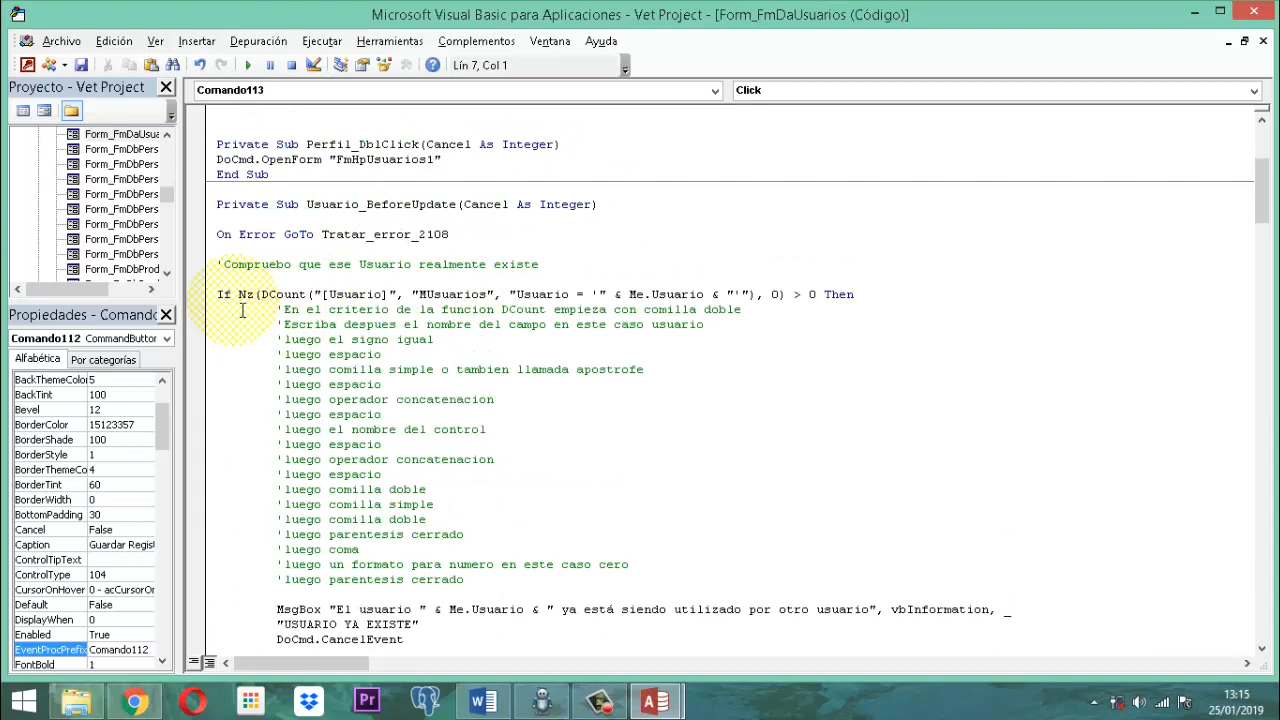 Microsoft Visual Basic para Aplicaciones - Vet Project - [Form_FmDaUsuarios (Código)]
Archivo Edición Ver Insertar Formato Depuración Ejecutar Herramientas Complementos Ventana Ayuda
Lín 7, Col 1
Proyecto - Vet Project
Form_FmDaUsua
Form_FmDbPers
Form_FmDbPers
Form_FmDbPers
Form_FmDbPers
Form_FmDbPers
Form_FmDbPers
Form_FmDbPers
Form_FmDbPers
Form_FmDbProd
Propiedades - Comando
Comando112 CommandButtor
Alfabética Por categorías
BackThemeColo 5
BackTint 100
Bevel 12
BorderColor 15123357
BorderShade 100
BorderStyle 1
BorderThemeCo 4
BorderTint 60
BorderWidth 0
BottomPadding 30
Cancel False
Caption Guardar Regist
ControlTipText
ControlType 104
CursorOnHover 0 - acCursorOr
Default False
DisplayWhen 0
Enabled True
EventProcPrefix Comando112
FontBold 1
Comando113 Click
Private Sub Perfil_DblClick(Cancel As Integer)
DoCmd.OpenForm "FmHpUsuarios1"
End Sub
Private Sub Usuario_BeforeUpdate(Cancel As Integer)
On Error GoTo Tratar_error_2108
'Compruebo que ese Usuario realmente existe
If Nz(DCount("[Usuario]", "MUsuarios", "Usuario = '" & Me.Usuario & "'"), 0) > 0 Then
'En el criterio de la funcion DCount empieza con comilla doble
'Escriba despues el nombre del campo en este caso usuario
'luego el signo igual
'luego espacio
'luego comilla simple o tambien llamada apostrofe
'luego espacio
'luego operador concatenacion
'luego espacio
'luego el nombre del control
'luego espacio
'luego operador concatenacion
'luego espacio
'luego comilla doble
'luego comilla simple
'luego comilla doble
'luego parentesis cerrado
'luego coma
'luego un formato para numero en este caso cero
'luego parentesis cerrado
MsgBox "El usuario " & Me.Usuario & " ya está siendo utilizado por otro usuario", vbInformation, _
"USUARIO YA EXISTE"
DoCmd.CancelEvent
Pr
13:15
25/01/2019